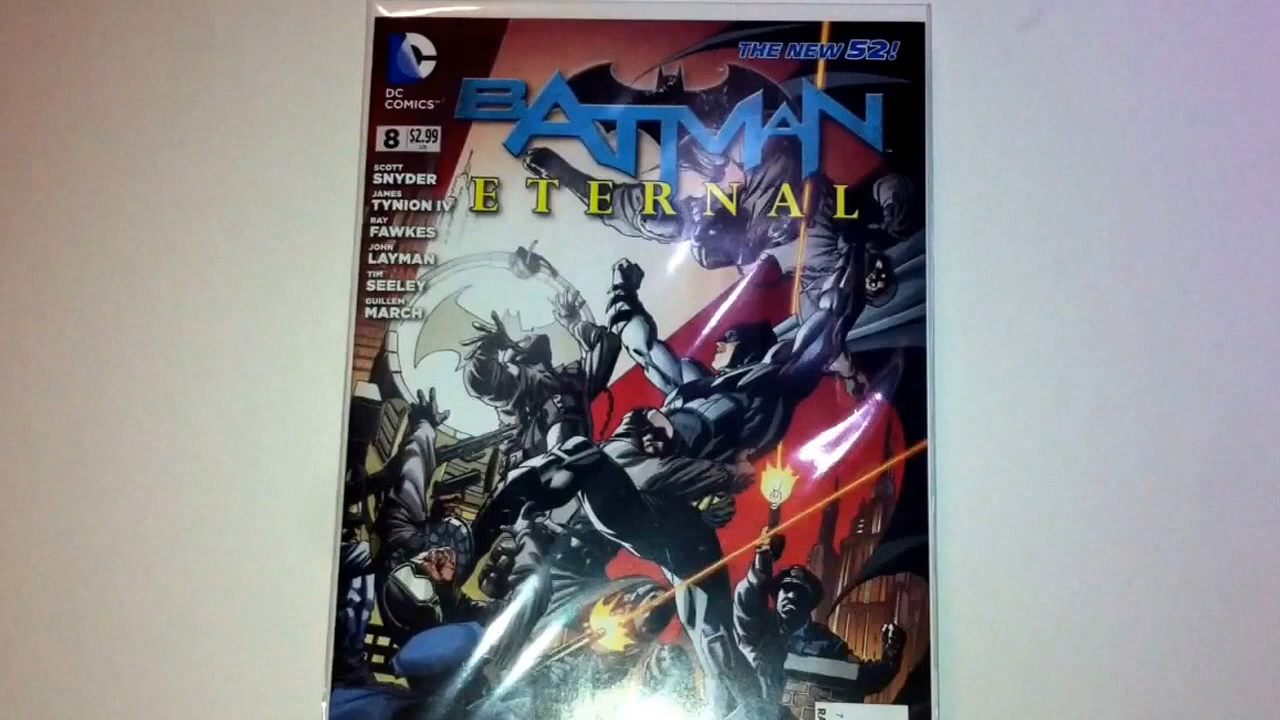 THE NEW 52!
DC
COMICS™
BATMAN
ETERNAL
8 $2.99
SCOTT
SNYDER
JAMES
TYNION IV
RAY
FAWKES
JOHN
LAYMAN
TIM
SEELEY
GUILLEM
MARCH